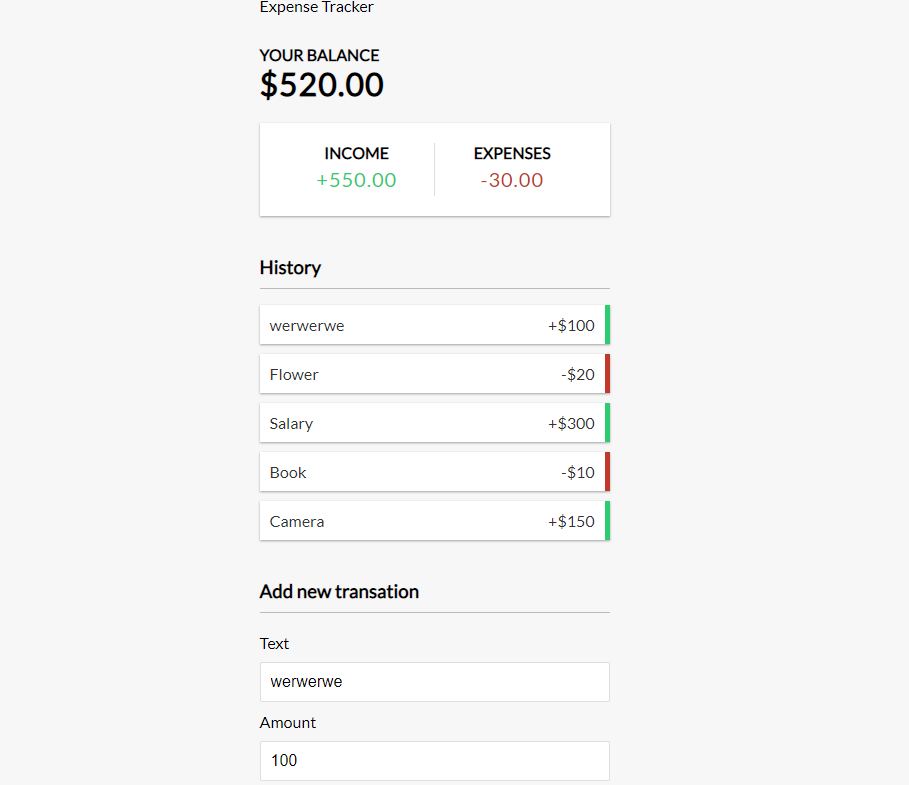 Expense Tracker
YOUR BALANCE
$520.00
INCOME EXPENSES
+550.00 -30.00
History
werwerwe +$100
Flower -$20
Salary +$300
Book -$10
Camera +$150
Add new transation
Text
werwerwe
Amount
100